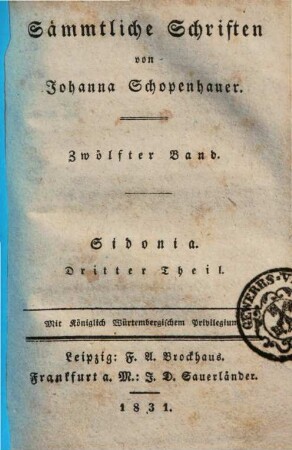 Sämmtliche Schriften
von
Johanna Schopenhauer.
Zwölfter Band.
Sidonia.
Dritter Theil.
Mit Königlich Würtembergischem Privilegium
Leipzig: F. A. Brockhaus.
Frankfurt a. M.: J. D. Sauerländer.
1831.
GEWERBS-V